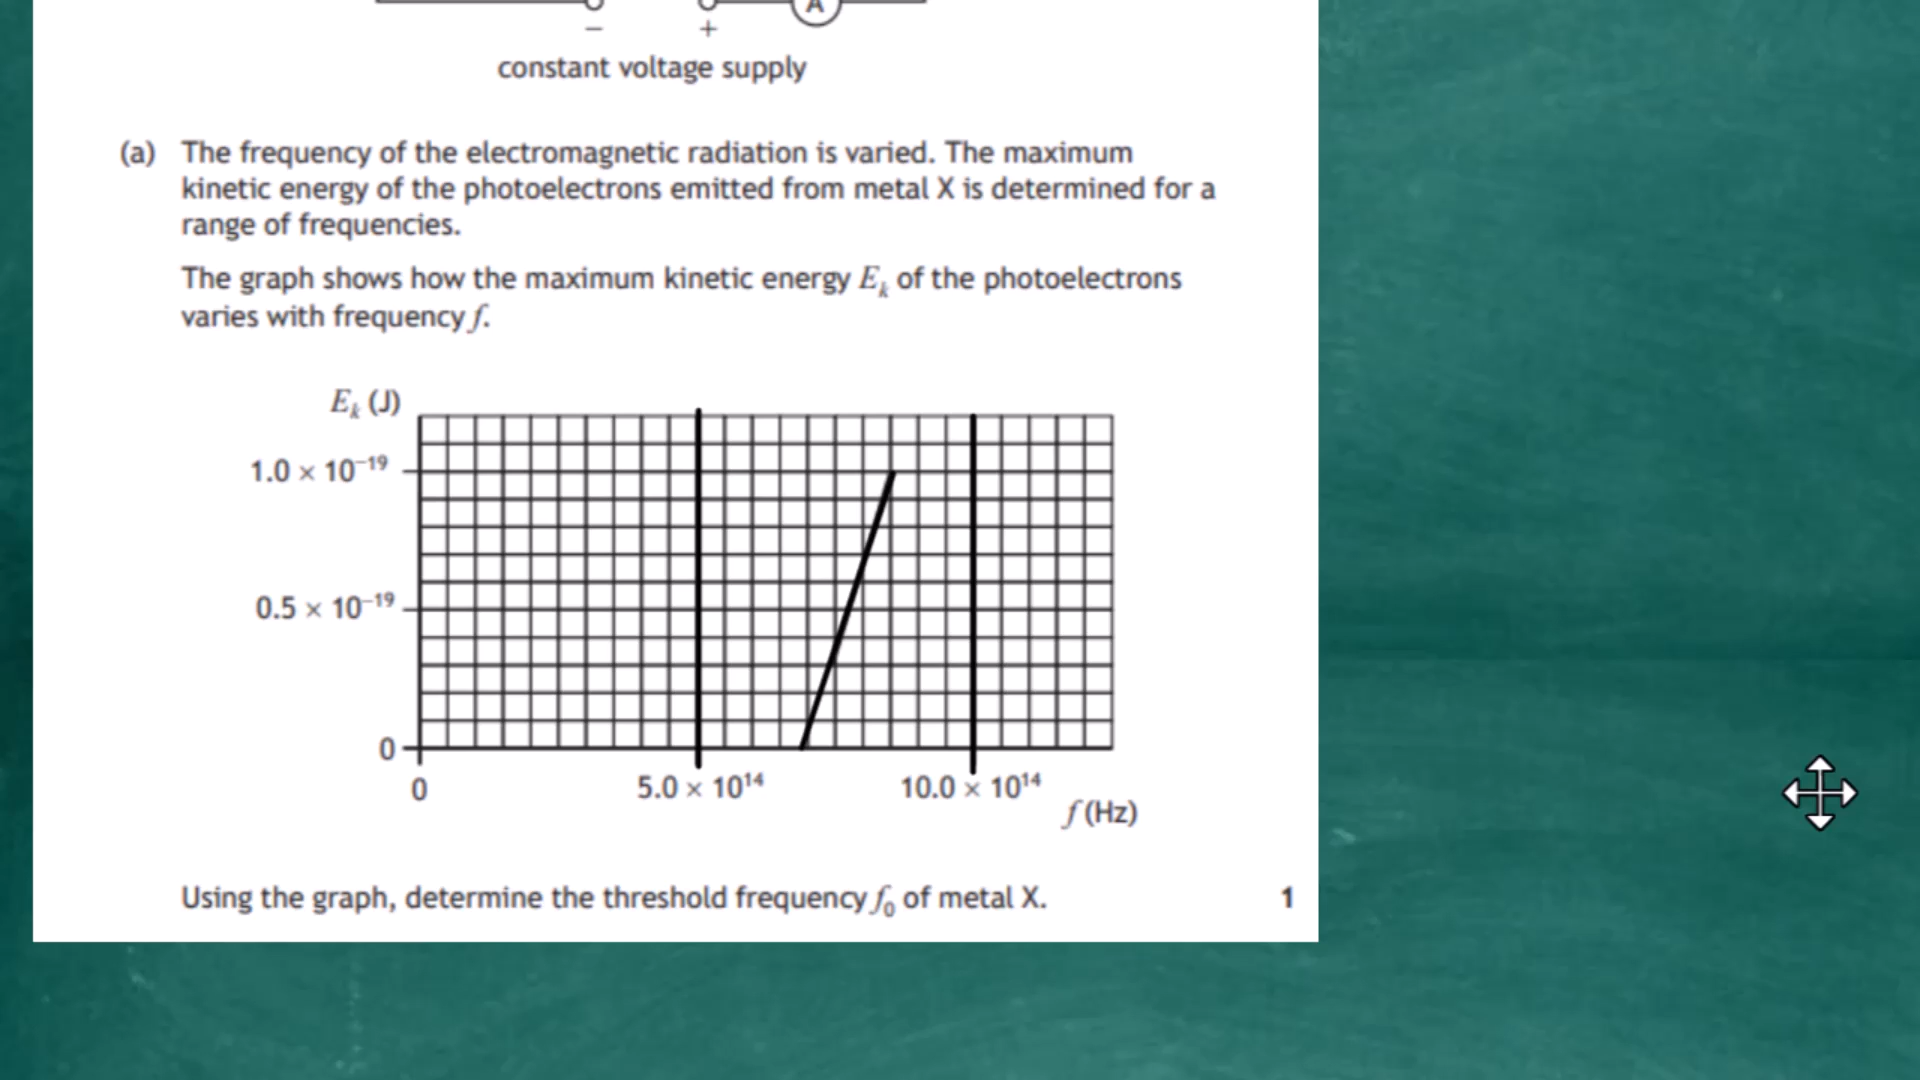 A
− +
constant voltage supply
(a) The frequency of the electromagnetic radiation is varied. The maximum
kinetic energy of the photoelectrons emitted from metal X is determined for a
range of frequencies.
The graph shows how the maximum kinetic energy Eₖ of the photoelectrons
varies with frequency f.
Eₖ (J)
1.0 × 10⁻¹⁹
0.5 × 10⁻¹⁹
0
0 5.0 × 10¹⁴ 10.0 × 10¹⁴
f (Hz)
Using the graph, determine the threshold frequency f₀ of metal X. 1